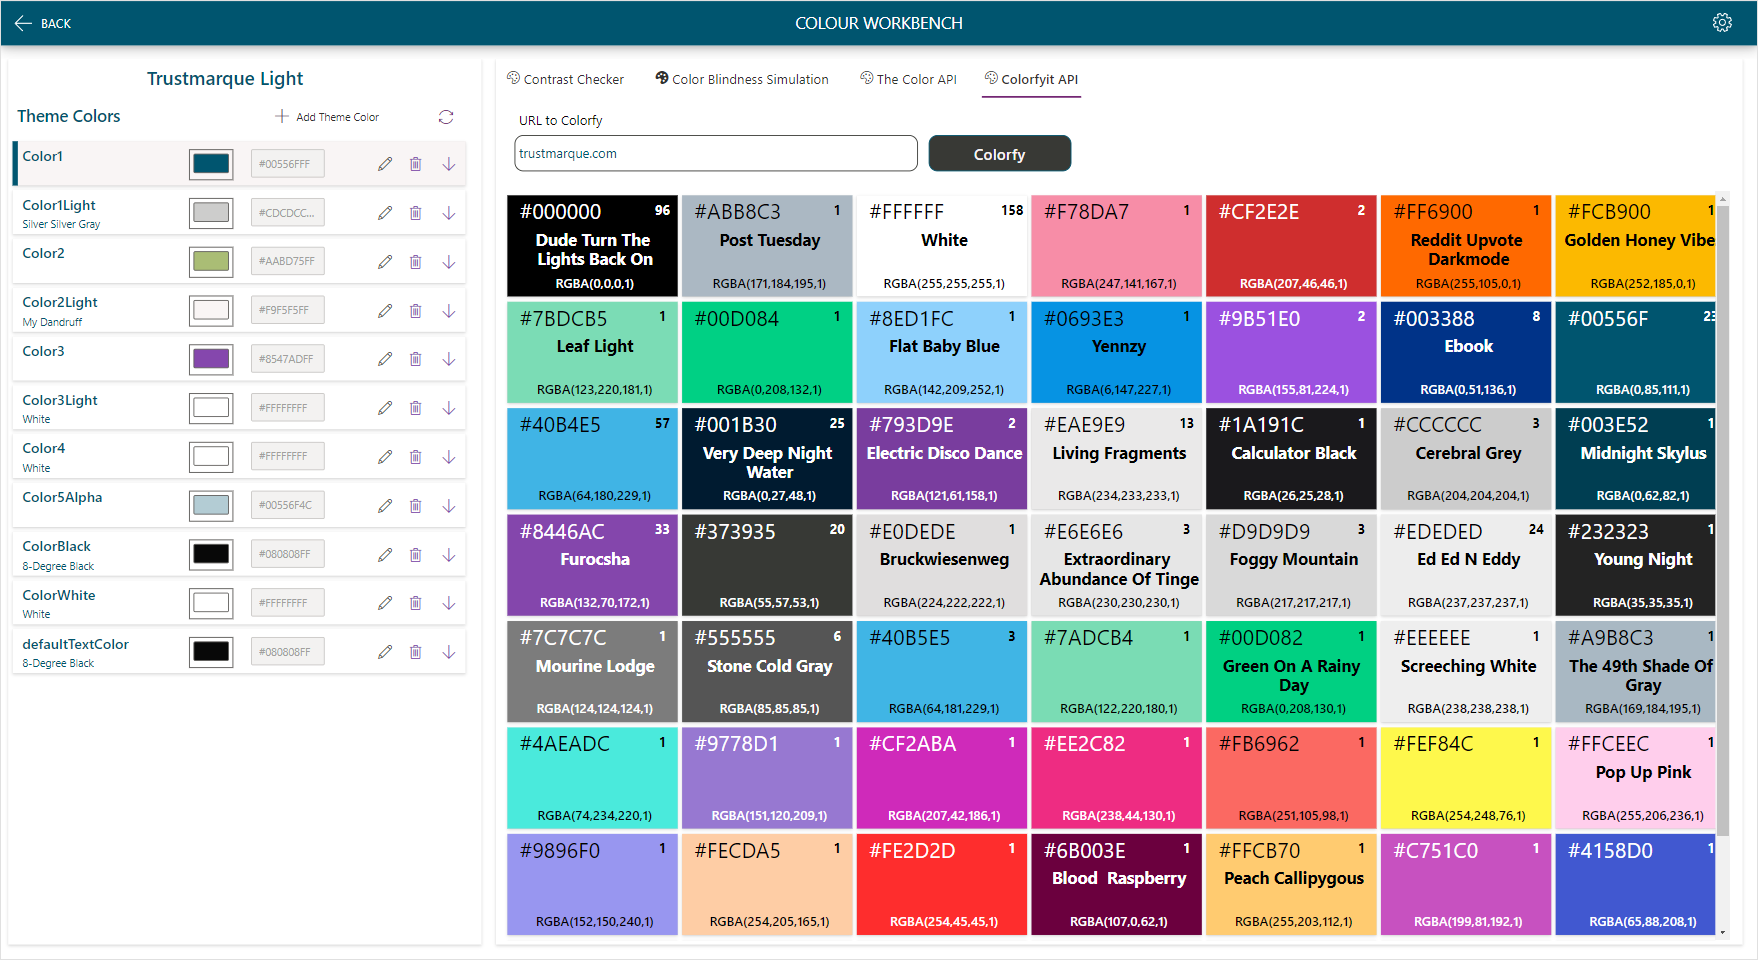 BACK
COLOUR WORKBENCH
Trustmarque Light
Theme Colors
Add Theme Color
Color1
#00556FFF
Color1Light
Silver Silver Gray
#CDCDCC...
Color2
#AABD75FF
Color2Light
My Dandruff
#F9F5F5FF
Color3
#8547ADFF
Color3Light
White
#FFFFFFFF
Color4
White
#FFFFFFFF
Color5Alpha
#00556F4C
ColorBlack
8-Degree Black
#080808FF
ColorWhite
White
#FFFFFFFF
defaultTextColor
8-Degree Black
#080808FF
Contrast Checker
Color Blindness Simulation
The Color API
Colorfyit API
URL to Colorfy
trustmarque.com
Colorfy
#000000 96
Dude Turn The
Lights Back On
RGBA(0,0,0,1)
#ABB8C3 1
Post Tuesday
RGBA(171,184,195,1)
#FFFFFF 158
White
RGBA(255,255,255,1)
#F78DA7 1
RGBA(247,141,167,1)
#CF2E2E 2
RGBA(207,46,46,1)
#FF6900 1
Reddit Upvote
Darkmode
RGBA(255,105,0,1)
#FCB900 1
Golden Honey Vibe
RGBA(252,185,0,1)
#7BDCB5 1
Leaf Light
RGBA(123,220,181,1)
#00D084 1
RGBA(0,208,132,1)
#8ED1FC 1
Flat Baby Blue
RGBA(142,209,252,1)
#0693E3 1
Yennzy
RGBA(6,147,227,1)
#9B51E0 2
RGBA(155,81,224,1)
#003388 8
Ebook
RGBA(0,51,136,1)
#00556F 23
RGBA(0,85,111,1)
#40B4E5 57
RGBA(64,180,229,1)
#001B30 25
Very Deep Night
Water
RGBA(0,27,48,1)
#793D9E 2
Electric Disco Dance
RGBA(121,61,158,1)
#EAE9E9 13
Living Fragments
RGBA(234,233,233,1)
#1A191C 1
Calculator Black
RGBA(26,25,28,1)
#CCCCCC 3
Cerebral Grey
RGBA(204,204,204,1)
#003E52 1
Midnight Skylus
RGBA(0,62,82,1)
#8446AC 33
Furocsha
RGBA(132,70,172,1)
#373935 20
RGBA(55,57,53,1)
#E0DEDE 1
Bruckwiesenweg
RGBA(224,222,222,1)
#E6E6E6 3
Extraordinary
Abundance Of Tinge
RGBA(230,230,230,1)
#D9D9D9 3
Foggy Mountain
RGBA(217,217,217,1)
#EDEDED 24
Ed Ed N Eddy
RGBA(237,237,237,1)
#232323 1
Young Night
RGBA(35,35,35,1)
#7C7C7C 1
Mourine Lodge
RGBA(124,124,124,1)
#555555 6
Stone Cold Gray
RGBA(85,85,85,1)
#40B5E5 3
RGBA(64,181,229,1)
#7ADCB4 1
RGBA(122,220,180,1)
#00D082 1
Green On A Rainy
Day
RGBA(0,208,130,1)
#EEEEEE 1
Screeching White
RGBA(238,238,238,1)
#A9B8C3 1
The 49th Shade Of
Gray
RGBA(169,184,195,1)
#4AEADC 1
RGBA(74,234,220,1)
#9778D1 1
RGBA(151,120,209,1)
#CF2ABA 1
RGBA(207,42,186,1)
#EE2C82 1
RGBA(238,44,130,1)
#FB6962 1
RGBA(251,105,98,1)
#FEF84C 1
RGBA(254,248,76,1)
#FFCEEC 1
Pop Up Pink
RGBA(255,206,236,1)
#9896F0 1
RGBA(152,150,240,1)
#FECDA5 1
RGBA(254,205,165,1)
#FE2D2D 1
RGBA(254,45,45,1)
#6B003E 1
Blood  Raspberry
RGBA(107,0,62,1)
#FFCB70 1
Peach Callipygous
RGBA(255,203,112,1)
#C751C0 1
RGBA(199,81,192,1)
#4158D0 1
RGBA(65,88,208,1)